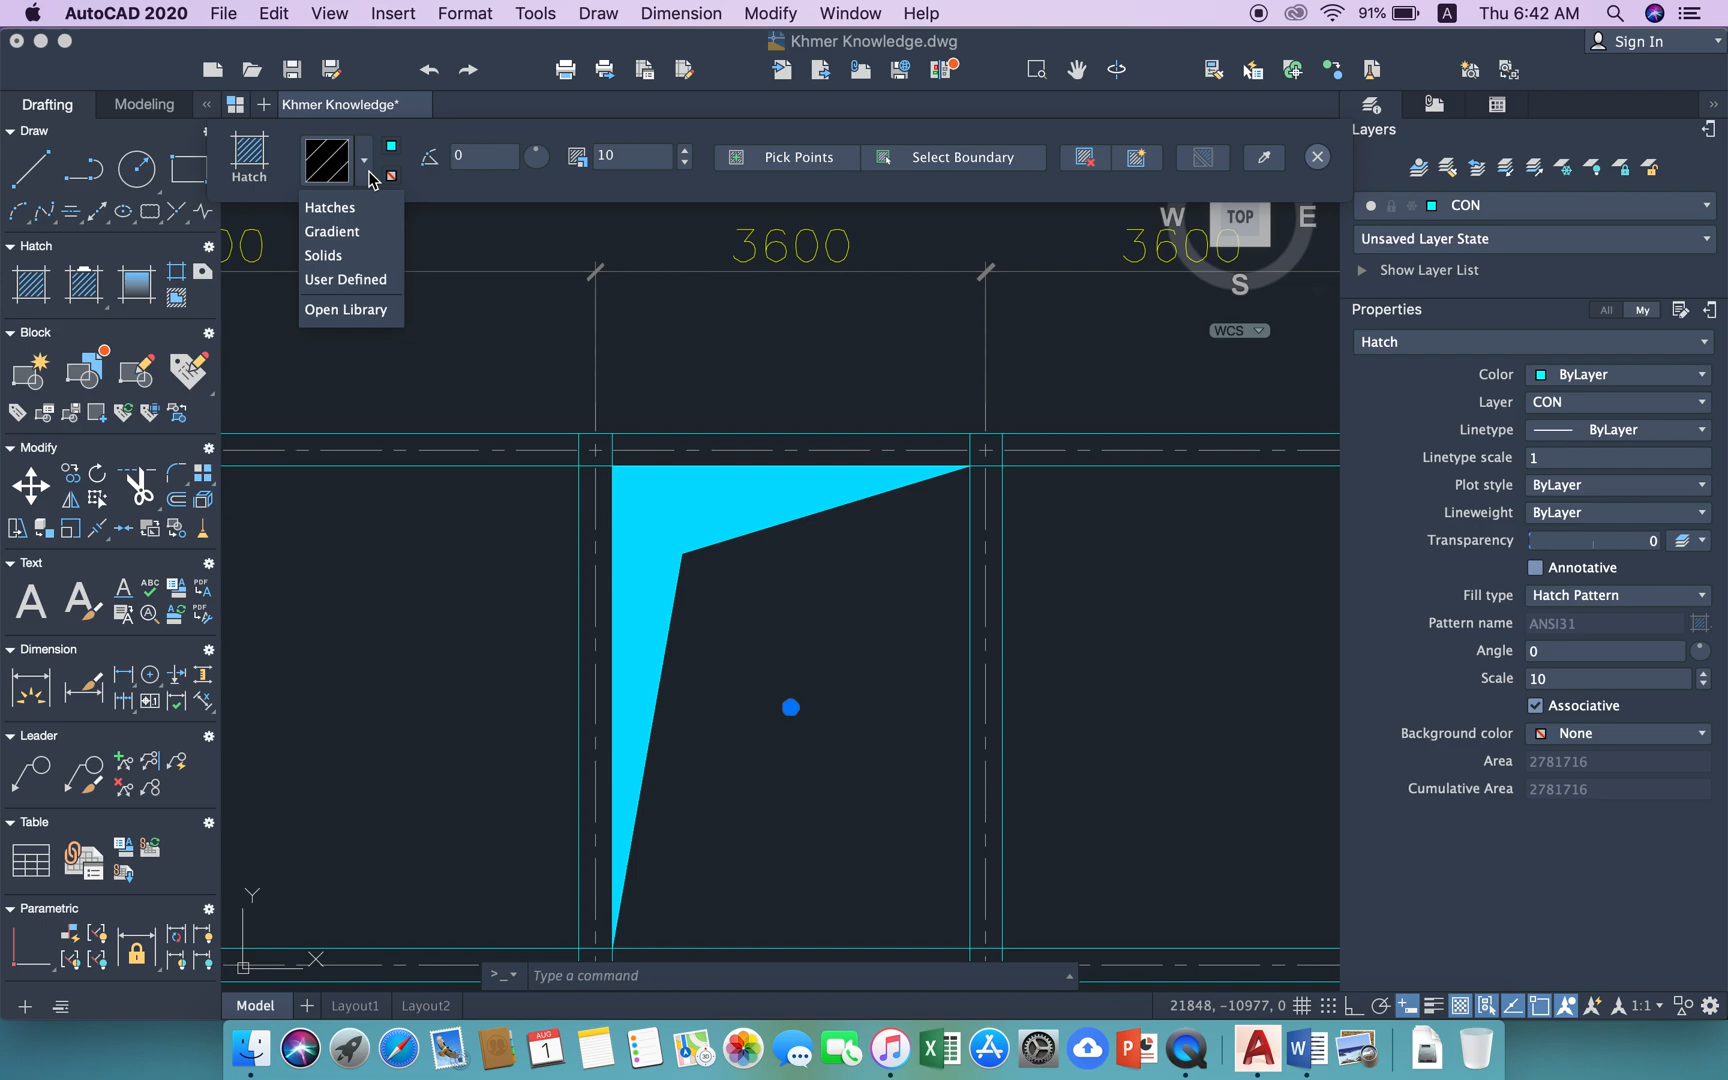 AutoCAD 2020 File Edit View Insert Format Tools Draw Dimension Modify Window Help 91% A Thu 6:42 AM
Khmer Knowledge.dwg
Sign In
Drafting Modeling Khmer Knowledge*
Draw
Hatch
0
10
Pick Points
Select Boundary
Hatches
Gradient
Solids
User Defined
Open Library
Hatch
Block
Modify
Text
Dimension
Leader
Table
Parametric
00
3600
3600
W TOP E
S
WCS
Y
X
>_ Type a command
Model Layout1 Layout2
21848, -10977, 0
1:1
Layers
CON
Unsaved Layer State
Show Layer List
Properties All My
Hatch
Color ByLayer
Layer CON
Linetype ByLayer
Linetype scale 1
Plot style ByLayer
Lineweight ByLayer
Transparency 0
Annotative
Fill type Hatch Pattern
Pattern name ANSI31
Angle 0
Scale 10
Associative
Background color None
Area 2781716
Cumulative Area 2781716
AUG
1